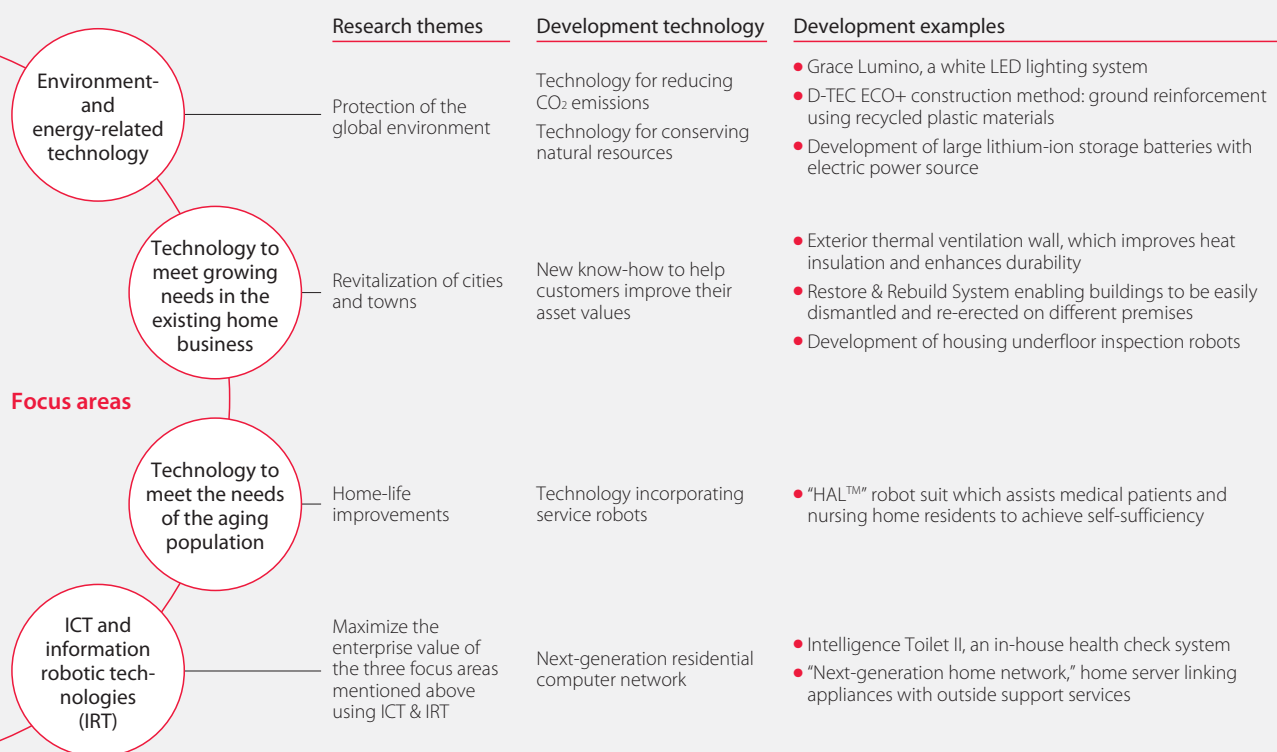 Research themes
Development technology
Development examples
Environment-
and
energy-related
technology
Protection of the
global environment
Technology for reducing
CO2 emissions
Technology for conserving
natural resources
● Grace Lumino, a white LED lighting system
● D-TEC ECO+ construction method: ground reinforcement
using recycled plastic materials
● Development of large lithium-ion storage batteries with
electric power source
Technology to
meet growing
needs in the
existing home
business
Revitalization of cities
and towns
New know-how to help
customers improve their
asset values
● Exterior thermal ventilation wall, which improves heat
insulation and enhances durability
● Restore & Rebuild System enabling buildings to be easily
dismantled and re-erected on different premises
● Development of housing underfloor inspection robots
Focus areas
Technology to
meet the needs
of the aging
population
Home-life
improvements
Technology incorporating
service robots
● “HAL™” robot suit which assists medical patients and
nursing home residents to achieve self-sufficiency
ICT and
information
robotic tech-
nologies
(IRT)
Maximize the
enterprise value of
the three focus areas
mentioned above
using ICT & IRT
Next-generation residential
computer network
● Intelligence Toilet II, an in-house health check system
● “Next-generation home network,” home server linking
appliances with outside support services